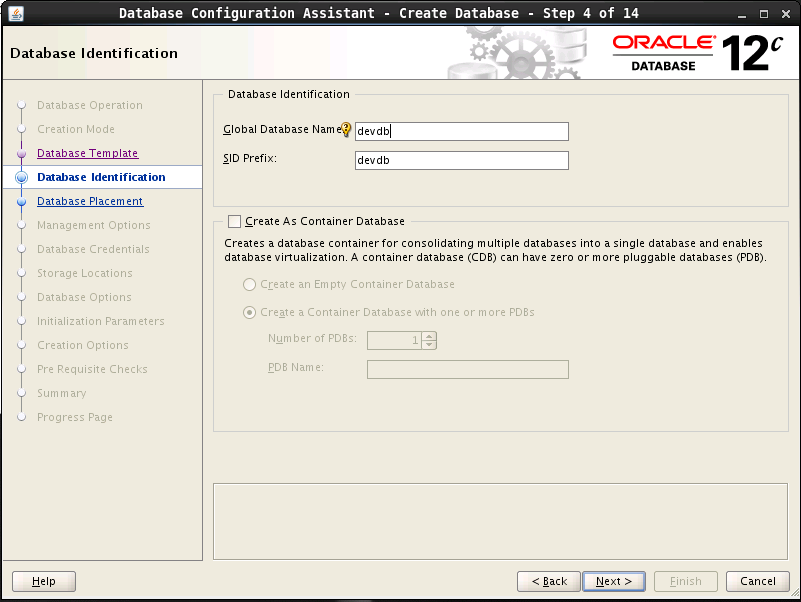 Database Configuration Assistant - Create Database - Step 4 of 14
Database Identification
ORACLE®
DATABASE
12c
Database Operation
Creation Mode
Database Template
Database Identification
Database Placement
Management Options
Database Credentials
Storage Locations
Database Options
Initialization Parameters
Creation Options
Pre Requisite Checks
Summary
Progress Page
Database Identification
Global Database Name devdb
SID Prefix: devdb
Create As Container Database
Creates a database container for consolidating multiple databases into a single database and enables
database virtualization. A container database (CDB) can have zero or more pluggable databases (PDB).
Create an Empty Container Database
Create a Container Database with one or more PDBs
Number of PDBs: 1
PDB Name:
Help
< Back Next > Finish Cancel